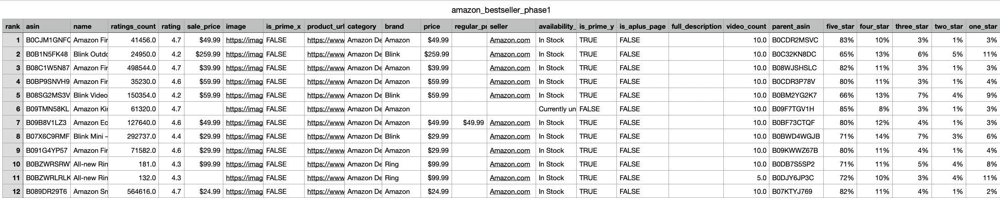 amazon_bestseller_phase1
rank asin name ratings_count rating sale_price image is_prime_x product_url category brand price regular_pr seller availability_ is_prime_y is_aplus_page full_description video_count parent_asin five_star four_star three_star two_star one_star
1 B0CJM1GNFC Amazon Fir 41456.0 4.7 $49.99 https://imag FALSE https://www Amazon De Amazon $49.99 Amazon.com In Stock TRUE FALSE 10.0 B0CDR2MSVC 83% 10% 3% 1% 3%
2 B0B1N5FK48 Blink Outdo 24950.0 4.2 $259.99 https://imag FALSE https://www Amazon De Blink $259.99 Amazon.com In Stock TRUE FALSE 10.0 B0C32KN8DC 65% 13% 6% 5% 11%
3 B08C1W5N87 Amazon Fir 498544.0 4.7 $39.99 https://imag FALSE https://www Amazon De Amazon $39.99 Amazon.com In Stock TRUE FALSE 10.0 B08WJSHSLC 82% 11% 3% 1% 3%
4 B0BP9SNVH9 Amazon Fir 35230.0 4.6 $59.99 https://imag FALSE https://www Amazon De Amazon $59.99 Amazon.com In Stock TRUE FALSE 10.0 B0CDR3P78V 80% 11% 3% 1% 4%
5 B08SG2MS3V Blink Video 150354.0 4.2 $59.99 https://imag FALSE https://www Amazon De Blink $59.99 Amazon.com In Stock TRUE FALSE 10.0 B0BM2YG2K7 66% 13% 7% 4% 9%
6 B09TMN58KL Amazon Kin 61320.0 4.7 https://imag FALSE https://www Amazon De Amazon Currently un FALSE FALSE 10.0 B09F7TGV1H 85% 8% 3% 1% 3%
7 B09B8V1LZ3 Amazon Ec 127640.0 4.6 $49.99 https://imag FALSE https://www Amazon De Amazon $49.99 $49.99 Amazon.com In Stock TRUE FALSE 10.0 B0BF73CTQF 80% 12% 4% 1% 3%
8 B07X6C9RMF Blink Mini – 292737.0 4.4 $29.99 https://imag FALSE https://www Amazon De Blink $29.99 Amazon.com In Stock TRUE FALSE 10.0 B0BWD4WGJB 71% 14% 7% 3% 6%
9 B091G4YP57 Amazon Fir 71582.0 4.6 $29.99 https://imag FALSE https://www Amazon De Amazon $29.99 Amazon.com In Stock TRUE FALSE 10.0 B09KWWZ67B 80% 11% 4% 1% 4%
10 B0BZWRSRW All-new Rin 181.0 4.3 $99.99 https://imag FALSE https://www Amazon De Ring $99.99 Amazon.com In Stock TRUE FALSE 10.0 B0DB7S5SP2 71% 11% 5% 4% 8%
11 B0BZWRLRLK All-new Rin 132.0 4.3 https://imag FALSE https://www Amazon De Ring $99.99 Amazon.com In Stock TRUE FALSE 5.0 B0DJY6JP3C 72% 10% 3% 4% 11%
12 B089DR29T6 Amazon Sn 564616.0 4.7 $24.99 https://imag FALSE https://www Amazon De Amazon $24.99 Amazon.com In Stock TRUE FALSE 10.0 B07KTYJ769 82% 11% 4% 1% 2%